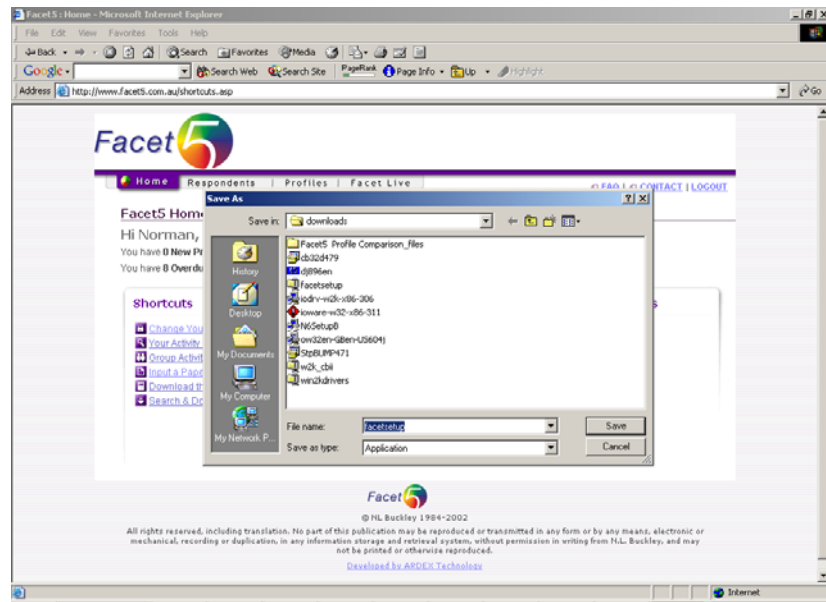 Facet5 : Home - Microsoft Internet Explorer
File Edit View Favorites Tools Help
Back Search Favorites Media
Google Search Web Search Site PageRank Page Info Up Highlight
Address http://www.facet5.com.au/shortcuts.asp Go
Facet5
Home Respondents | Profiles | Facet Live
FAQ | CONTACT | LOGOUT
Facet5 Hom
Hi Norman,
You have 0 New Pr
You have 8 Overdu
Shortcuts
s
Change You
Your Activity
Group Activit
Input a Pape
Download th
Search & Do
Save As
Save in: downloads
History
Desktop
My Documents
My Computer
My Network P...
Facet5 Profile Comparison_files
cb32d479
dj896en
facetsetup
iodrv-w2k-x86-306
ioware-w32-x86-311
N6Setup8
ow32en-GBen-US604j
StpBUMP471
w2k_cbii
win2kdrivers
File name: facetsetup Save
Save as type: Application Cancel
Facet5
© NL Buckley 1984-2002
All rights reserved, including translation. No part of this publication may be reproduced or transmitted in any form or by any means, electronic or
mechanical, recording or duplication, in any information storage and retrieval system, without permission in writing from N.L. Buckley, and may
not be printed or otherwise reproduced.
Developed by ARDEX Technology
Internet